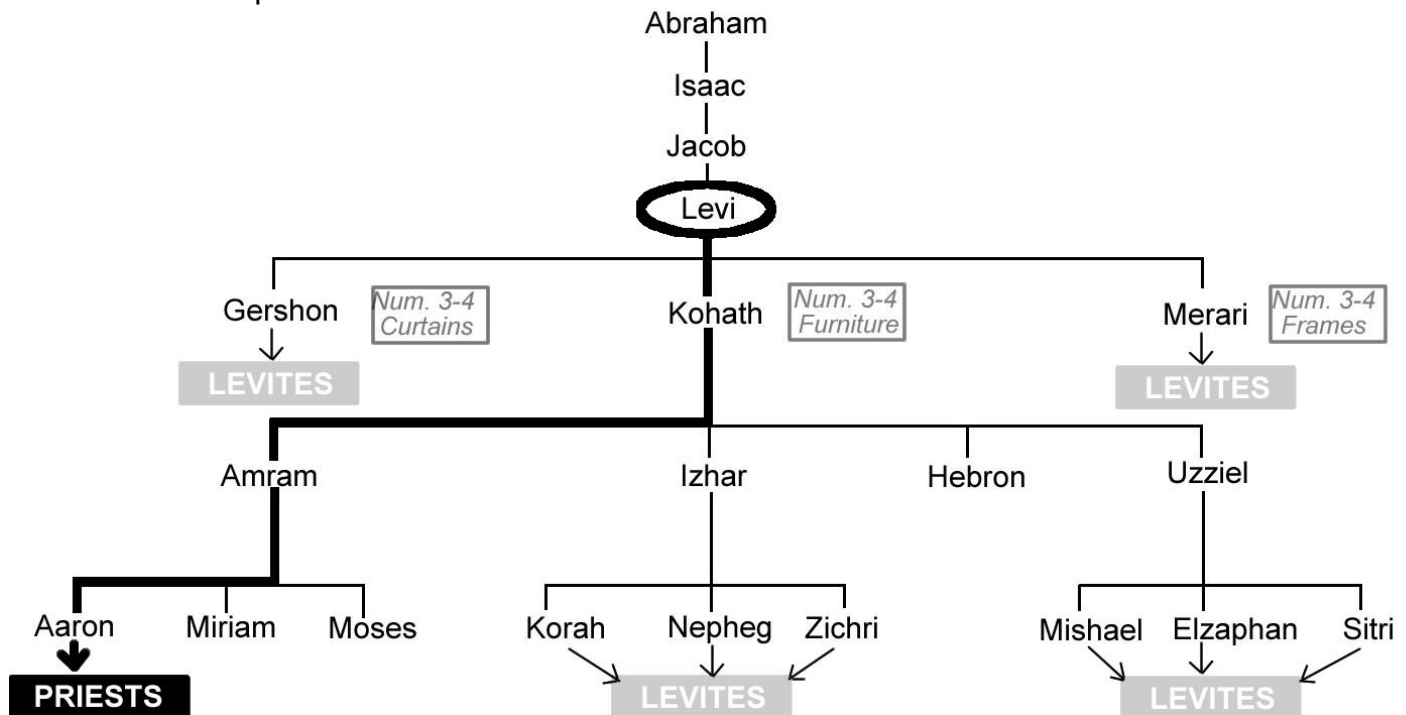 Abraham
Isaac
Jacob
Levi
Gershon
Num. 3-4
Curtains
Kohath
Num. 3-4
Furniture
Merari
Num. 3-4
Frames
LEVITES
LEVITES
Amram
Izhar
Hebron
Uzziel
Aaron
Miriam
Moses
Korah
Nepheg
Zichri
Mishael
Elzaphan
Sitri
PRIESTS
LEVITES
LEVITES